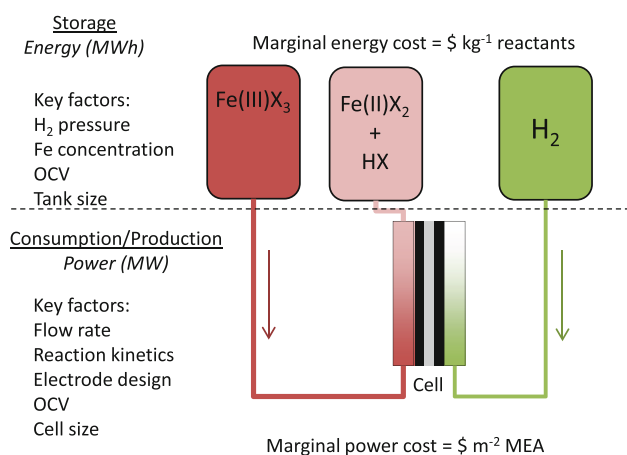 Storage
Energy (MWh)
Marginal energy cost = $ kg⁻¹ reactants
Key factors:
H₂ pressure
Fe concentration
OCV
Tank size
Fe(III)X₃
Fe(II)X₂
+
HX
H₂
Consumption/Production
Power (MW)
Key factors:
Flow rate
Reaction kinetics
Electrode design
OCV
Cell size
Cell
Marginal power cost = $ m⁻² MEA